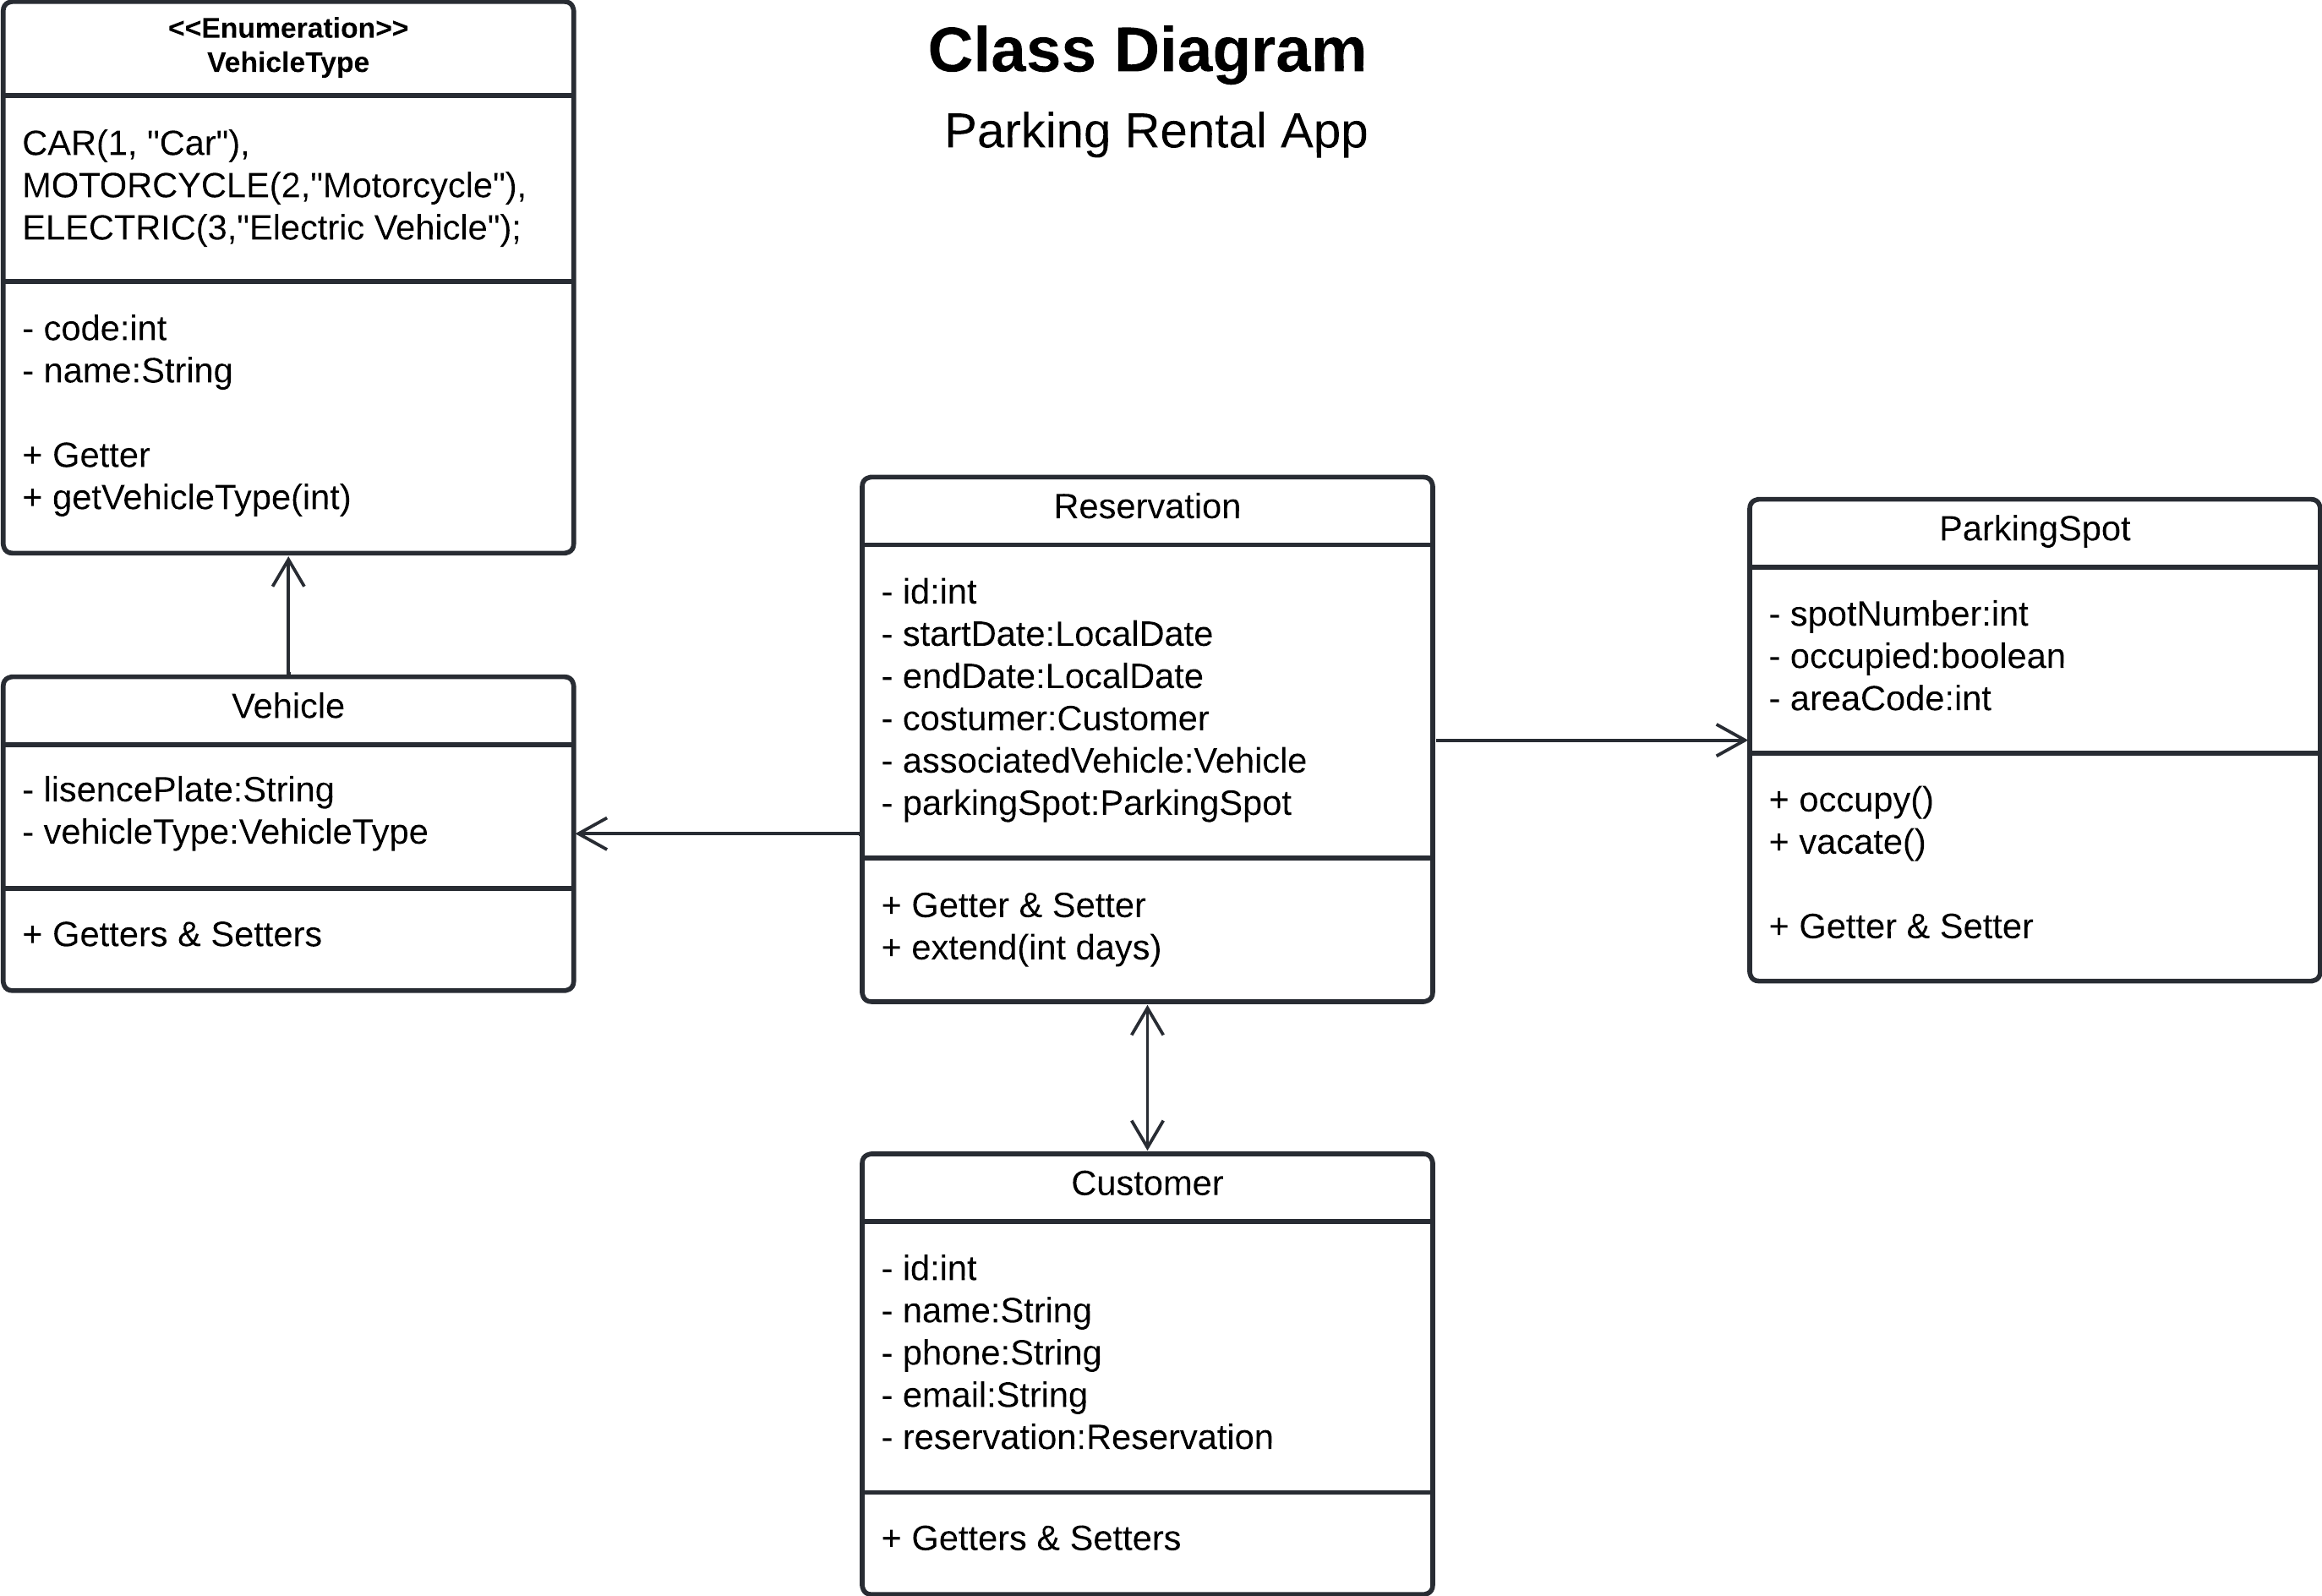 Class Diagram
Parking Rental App
<<Enumeration>>
VehicleType
CAR(1, "Car"),
MOTORCYCLE(2,"Motorcycle"),
ELECTRIC(3,"Electric Vehicle");
- code:int
- name:String
+ Getter
+ getVehicleType(int)
Vehicle
- lisencePlate:String
- vehicleType:VehicleType
+ Getters & Setters
Reservation
- id:int
- startDate:LocalDate
- endDate:LocalDate
- costumer:Customer
- associatedVehicle:Vehicle
- parkingSpot:ParkingSpot
+ Getter & Setter
+ extend(int days)
ParkingSpot
- spotNumber:int
- occupied:boolean
- areaCode:int
+ occupy()
+ vacate()
+ Getter & Setter
Customer
- id:int
- name:String
- phone:String
- email:String
- reservation:Reservation
+ Getters & Setters